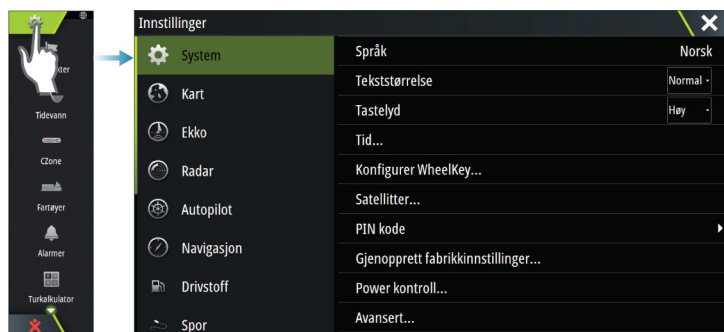 kter
Tidevann
CZone
Fartøyer
Alarmer
Turkalkulator
Innstillinger
System
Kart
Ekko
Radar
Autopilot
Navigasjon
Drivstoff
Spor
Språk Norsk
Tekststørrelse Normal
Tastelyd Høy
Tid...
Konfigurer WheelKey...
Satellitter...
PIN kode
Gjenopprett fabrikkinnstillinger...
Power kontroll...
Avansert...